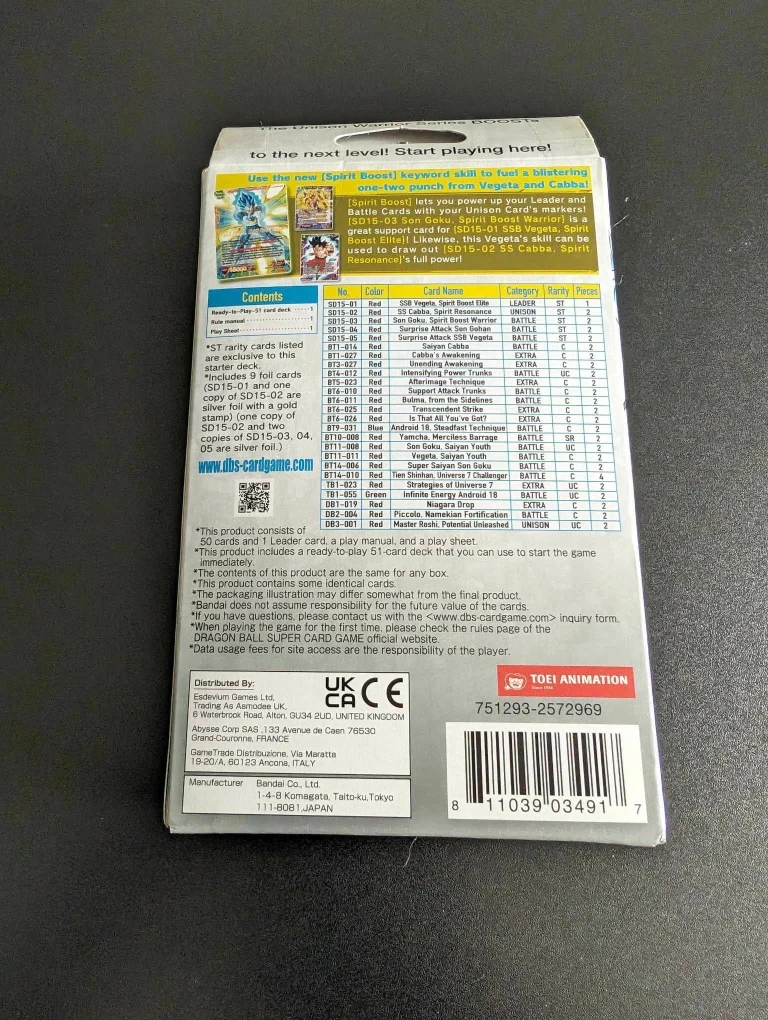 The Unison Warrior Series BOOSTs
to the next level! Start playing here!
Use the new [Spirit Boost] keyword skill to fuel a blistering
one-two punch from Vegeta and Cabba!
[Spirit Boost] lets you power up your Leader and
Battle Cards with your Unison Card's markers!
{SD15-03 Son Goku, Spirit Boost Warrior} is a
great support card for {SD15-01 SSB Vegeta, Spirit
Boost Elite}! Likewise, this Vegeta's skill can be
used to draw out {SD15-02 SS Cabba, Spirit
Resonance}'s full power!
Contents
Ready-to-Play-51 card deck ······1
Rule manual ······1
Play Sheet ······1
*ST rarity cards listed
are exclusive to this
starter deck.
*Includes 9 foil cards
(SD15-01 and one
copy of SD15-02 are
silver foil with a gold
stamp) (one copy of
SD15-02 and two
copies of SD15-03, 04,
05 are silver foil.)
www.dbs-cardgame.com
No. Color Card Name Category Rarity Pieces
SD15-01 Red SSB Vegeta, Spirit Boost Elite LEADER ST 1
SD15-02 Red SS Cabba, Spirit Resonance UNISON ST 2
SD15-03 Red Son Goku, Spirit Boost Warrior BATTLE ST 2
SD15-04 Red Surprise Attack Son Gohan BATTLE ST 2
SD15-05 Red Surprise Attack SSB Vegeta BATTLE ST 2
BT1-014 Red Saiyan Cabba BATTLE C 2
BT1-027 Red Cabba's Awakening EXTRA C 2
BT3-027 Red Unending Awakening EXTRA C 2
BT4-012 Red Intensifying Power Trunks BATTLE UC 2
BT5-023 Red Afterimage Technique EXTRA C 2
BT6-010 Red Support Attack Trunks BATTLE C 2
BT6-011 Red Bulma, from the Sidelines BATTLE C 2
BT6-025 Red Transcendent Strike EXTRA C 2
BT6-026 Red Is That All You've Got? EXTRA C 2
BT9-031 Blue Android 18, Steadfast Technique BATTLE C 2
BT10-008 Red Yamcha, Merciless Barrage BATTLE SR 2
BT11-008 Red Son Goku, Saiyan Youth BATTLE UC 2
BT11-011 Red Vegeta, Saiyan Youth BATTLE C 2
BT14-006 Red Super Saiyan Son Goku BATTLE C 2
BT14-010 Red Tien Shinhan, Universe 7 Challenger BATTLE C 4
TB1-023 Red Strategies of Universe 7 EXTRA UC 2
TB1-055 Green Infinite Energy Android 18 BATTLE UC 2
DB1-019 Red Niagara Drop EXTRA C 2
DB2-004 Red Piccolo, Namekian Fortification BATTLE C 2
DB3-001 Red Master Roshi, Potential Unleashed UNISON UC 2
*This product consists of
50 cards and 1 Leader card, a play manual, and a play sheet.
*This product includes a ready-to-play 51-card deck that you can use to start the game
immediately.
*The contents of this product are the same for any box.
*This product contains some identical cards.
*The packaging illustration may differ somewhat from the final product.
*Bandai does not assume responsibility for the future value of the cards.
*If you have questions, please contact us with the <www.dbs-cardgame.com> inquiry form.
*When playing the game for the first time, please check the rules page of the
DRAGON BALL SUPER CARD GAME official website.
*Data usage fees for site access are the responsibility of the player.
Distributed By:
Esdevium Games Ltd,
Trading As Asmodee UK,
6 Waterbrook Road, Alton, GU34 2UD, UNITED KINGDOM
Abysse Corp SAS ,133 Avenue de Caen 76530
Grand-Couronne, FRANCE
GameTrade Distribuzione, Via Maratta
19-20/A, 60123 Ancona, ITALY
UK
CA CE
Manufacturer Bandai Co., Ltd.
1-4-8 Komagata, Taito-ku,Tokyo
111-8081,JAPAN
TOEI ANIMATION
Since 1956
751293-2572969
8 11039 03491 7